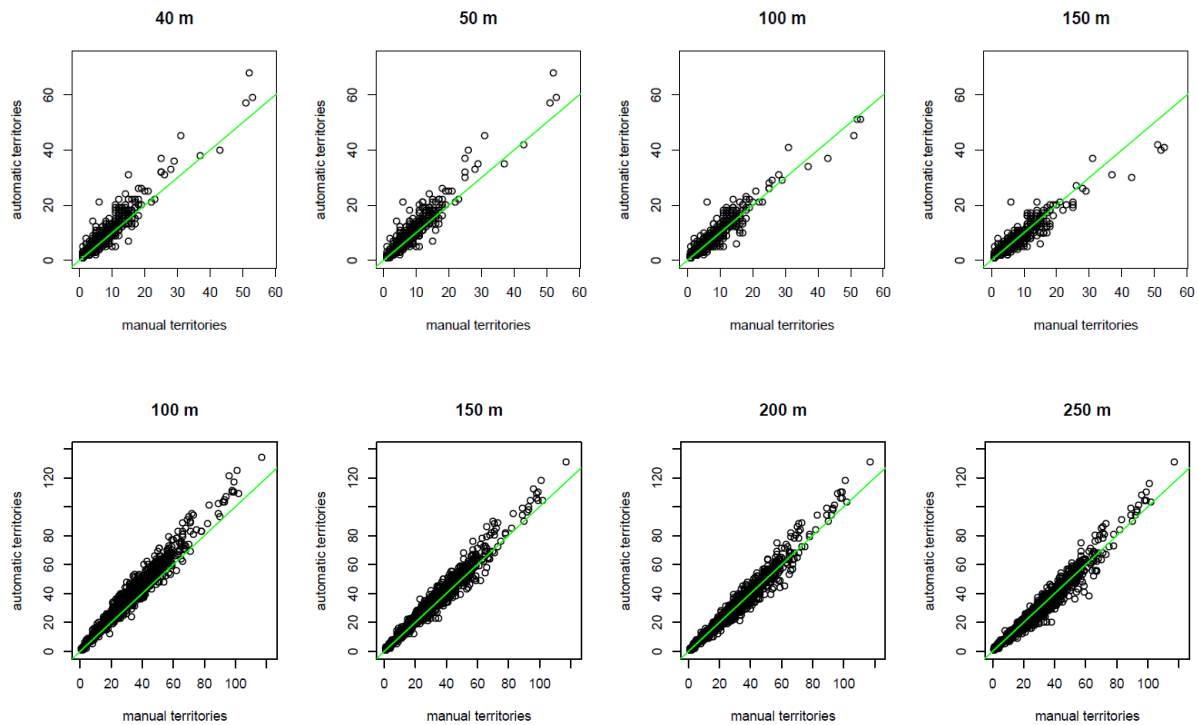 40 m 50 m 100 m 150 m
automatic territories automatic territories automatic territories automatic territories
60 60 60 60
40 40 40 40
20 20 20 20
0 0 0 0
0 10 20 30 40 50 60 0 10 20 30 40 50 60 0 10 20 30 40 50 60 0 10 20 30 40 50 60
manual territories manual territories manual territories manual territories
100 m 150 m 200 m 250 m
automatic territories automatic territories automatic territories automatic territories
120 120 120 120
80 80 80 80
60 60 60 60
40 40 40 40
20 20 20 20
0 0 0 0
0 20 40 60 80 100 0 20 40 60 80 100 0 20 40 60 80 100 0 20 40 60 80 100
manual territories manual territories manual territories manual territories